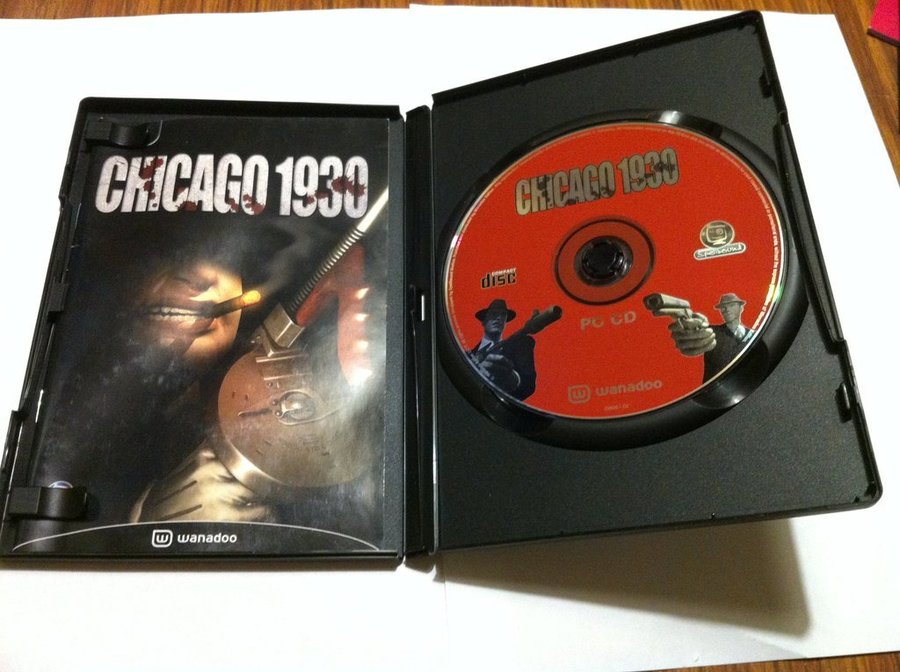 CHICAGO 1930
wanadoo
CHICAGO 1930
COMPACT
disc
PC CD
wanadoo